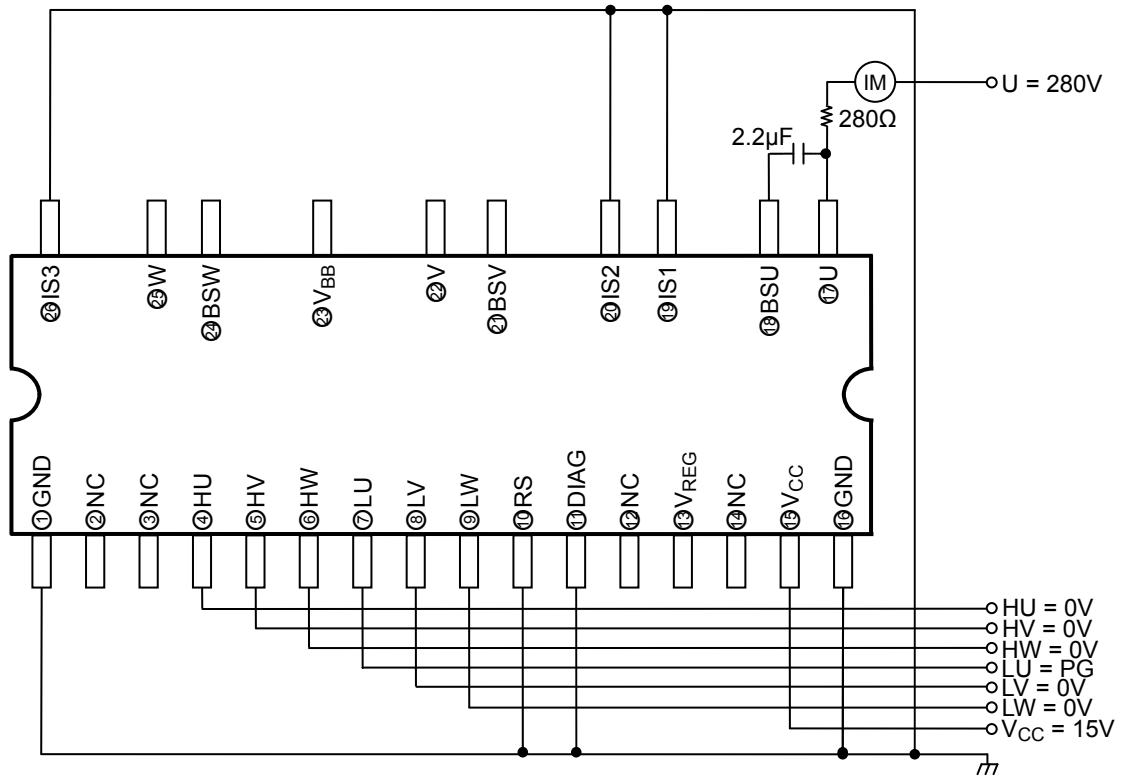 IM
U = 280V
280Ω
2.2μF
㉖IS3
㉕W
㉔BSW
㉓VBB
㉒V
㉑BSV
⑳IS2
⑲IS1
⑱BSU
⑰U
①GND
②NC
③NC
④HU
⑤HV
⑥HW
⑦LU
⑧LV
⑨LW
⑩RS
⑪DIAG
⑫NC
⑬VREG
⑭NC
⑮VCC
⑯GND
HU = 0V
HV = 0V
HW = 0V
LU = PG
LV = 0V
LW = 0V
VCC = 15V